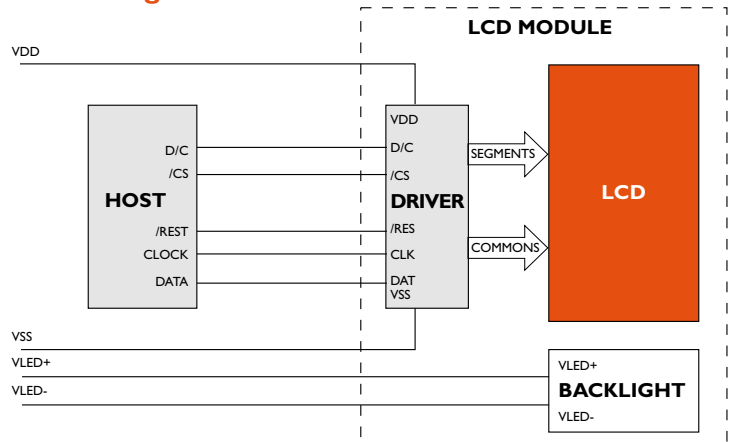 LCD MODULE
VDD
HOST
D/C
/CS
/REST
CLOCK
DATA
VDD
D/C
/CS
DRIVER
/RES
CLK
DAT
VSS
SEGMENTS
COMMONS
LCD
VSS
VLED+
VLED-
VLED+
BACKLIGHT
VLED-